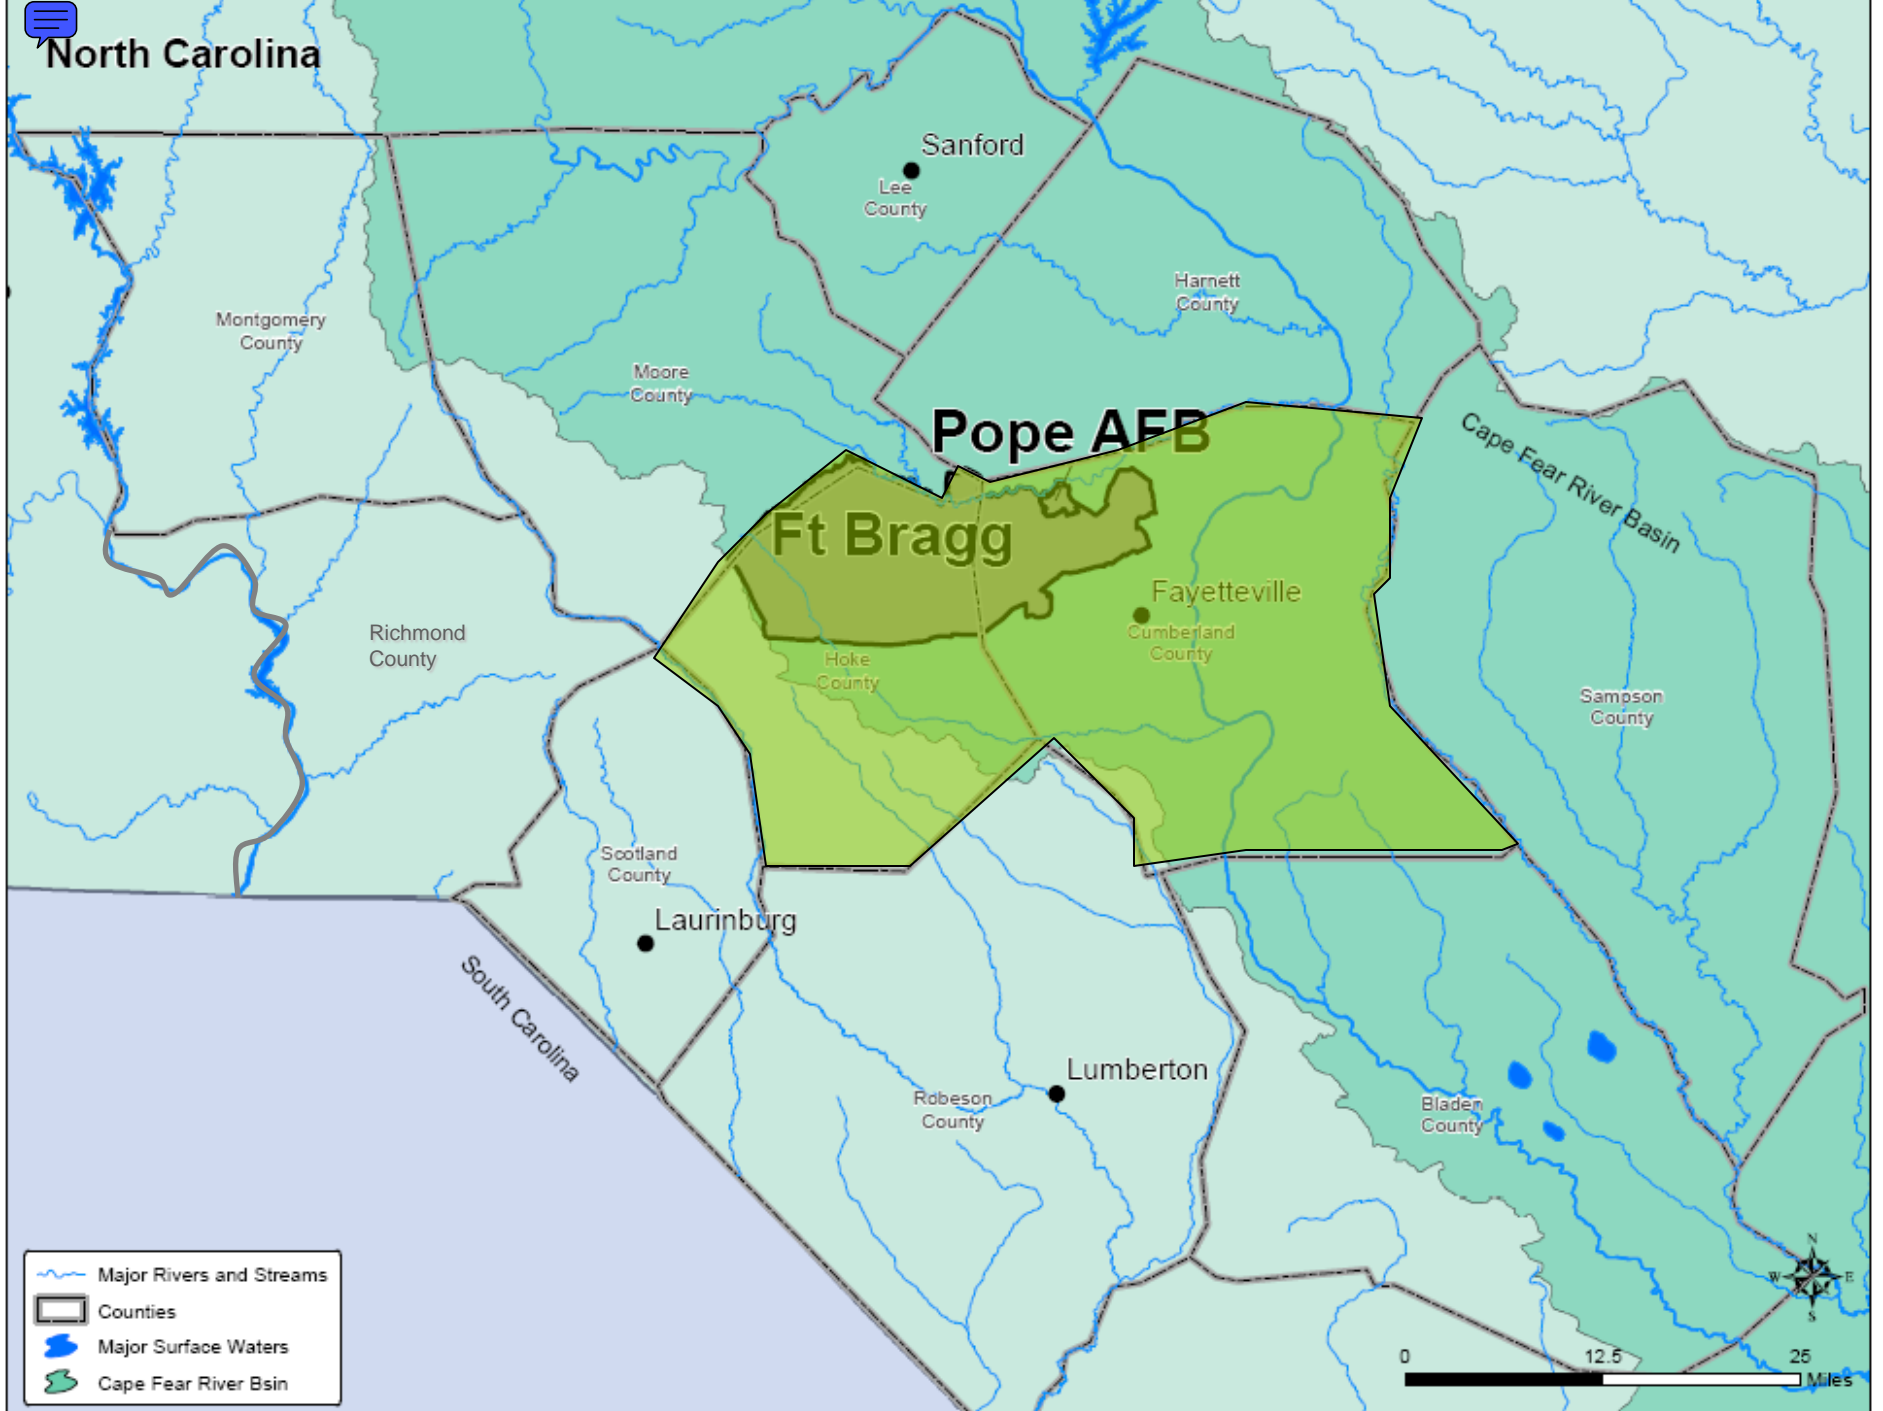 North Carolina
Sanford
Lee
County
Harnett
County
Montgomery
County
Moore
County
Pope AFB
Cape Fear River Basin
Ft Bragg
Fayetteville
Cumberland
County
Richmond
County
Hoke
County
Sampson
County
Scotland
County
Laurinburg
South Carolina
Lumberton
Robeson
County
Bladen
County
N
W
E
S
Major Rivers and Streams
Counties
Major Surface Waters
Cape Fear River Bsin
0
12.5
25
Miles